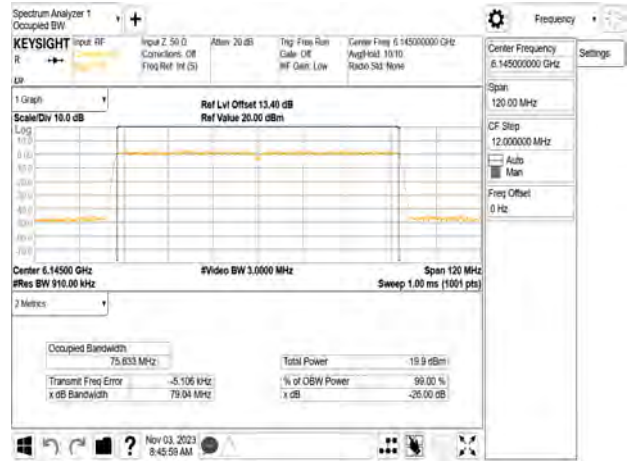 Spectrum Analyzer 1
Occupied BW
Frequency
KEYSIGHT Input: RF
R
Input Z: 50 Ω
Corrections: Off
Freq Ref: Int (S)
Atten: 20 dB
Trig: Free Run
Gate: Off
#IF Gain: Low
Center Freq: 6.145000000 GHz
Avg|Hold: 10/10
Radio Std: None
Center Frequency
6.145000000 GHz
Settings
Span
120.00 MHz
CF Step
12.000000 MHz
Auto
Man
Freq Offset
0 Hz
1 Graph
Scale/Div 10.0 dB
Ref Lvl Offset 13.40 dB
Ref Value 20.00 dBm
Log
Center 6.14500 GHz
#Res BW 910.00 kHz
#Video BW 3.0000 MHz
Span 120 MHz
Sweep 1.00 ms (1001 pts)
2 Metrics
Occupied Bandwidth
75.633 MHz
Total Power 19.9 dBm
Transmit Freq Error -5.106 kHz
% of OBW Power 99.00 %
x dB Bandwidth 79.04 MHz
x dB -26.00 dB
Nov 03, 2023
8:45:59 AM